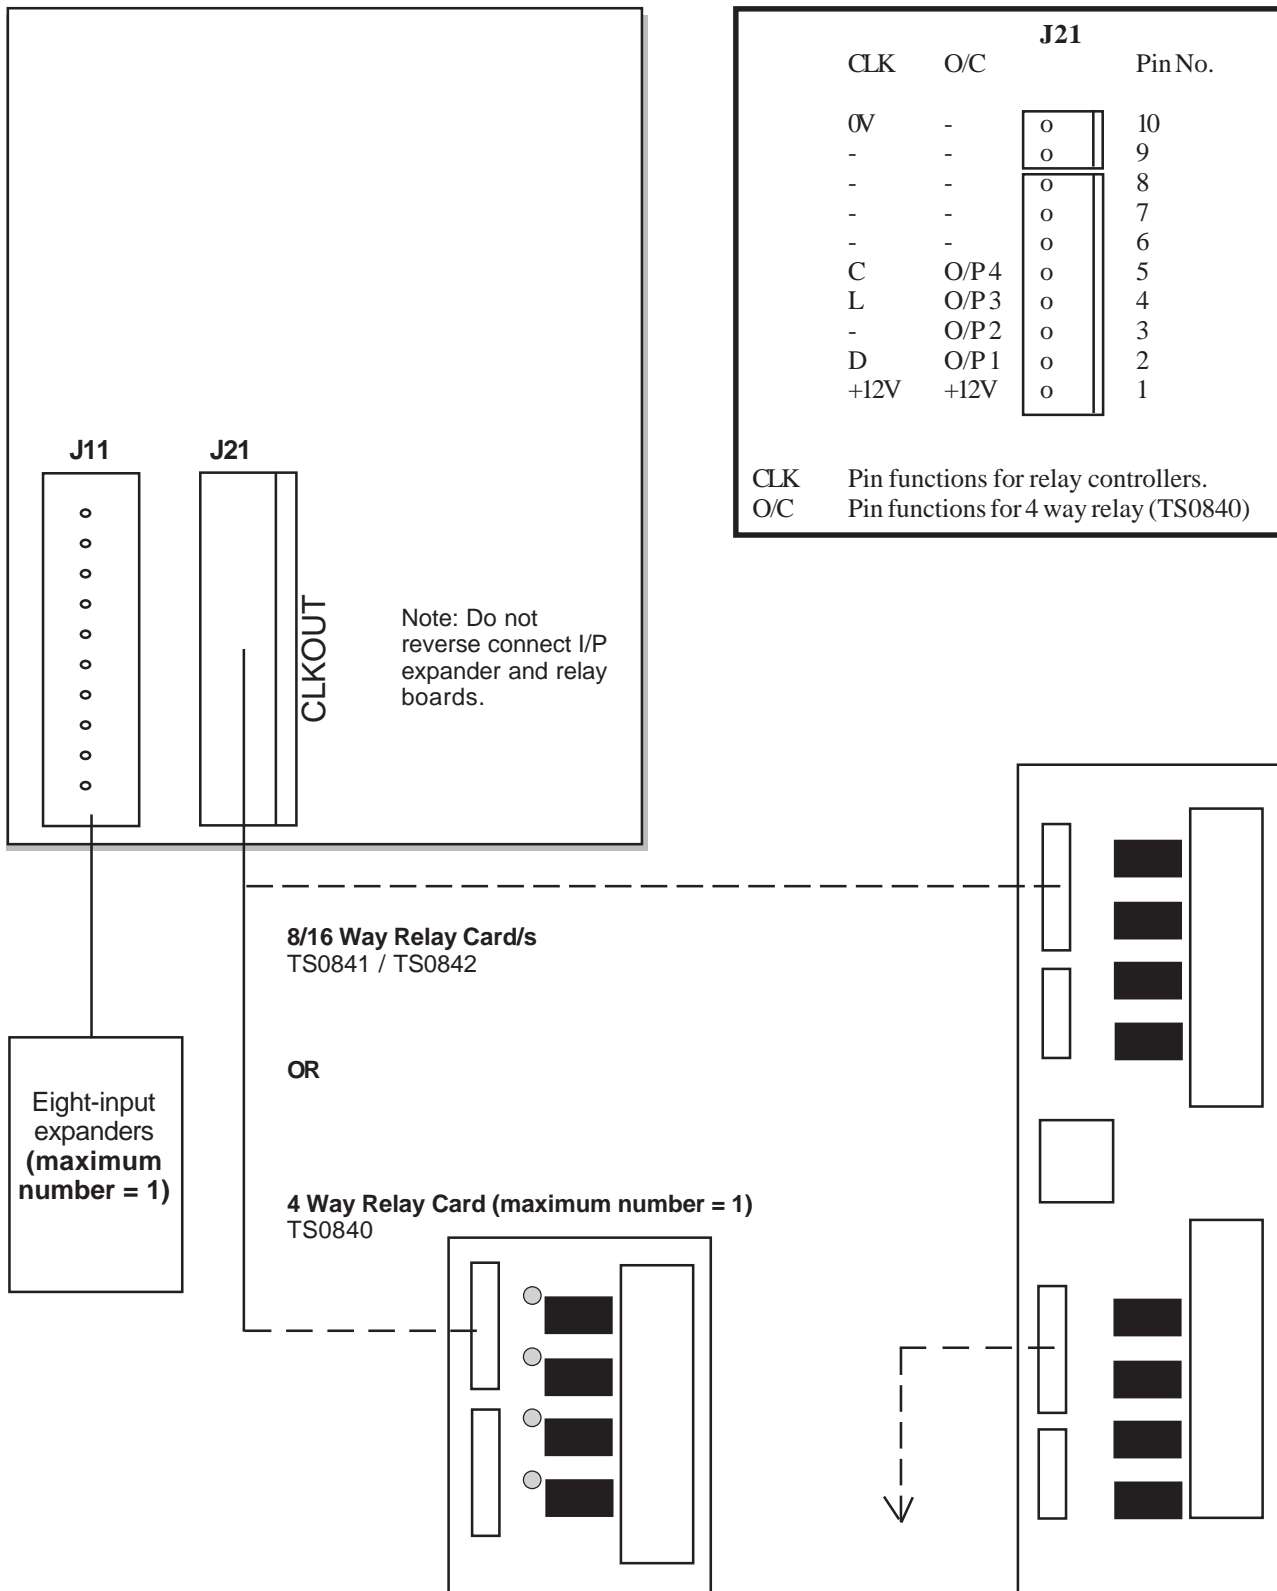 J21
CLK O/C Pin No.
0V - o 10
- - o 9
- - o 8
- - o 7
- - o 6
C O/P 4 o 5
L O/P 3 o 4
- O/P 2 o 3
D O/P 1 o 2
+12V +12V o 1
CLK Pin functions for relay controllers.
O/C Pin functions for 4 way relay (TS0840)
J11 J21
CLKOUT
Note: Do not
reverse connect I/P
expander and relay
boards.
8/16 Way Relay Card/s
TS0841 / TS0842
OR
Eight-input
expanders
(maximum
number = 1)
4 Way Relay Card (maximum number = 1)
TS0840